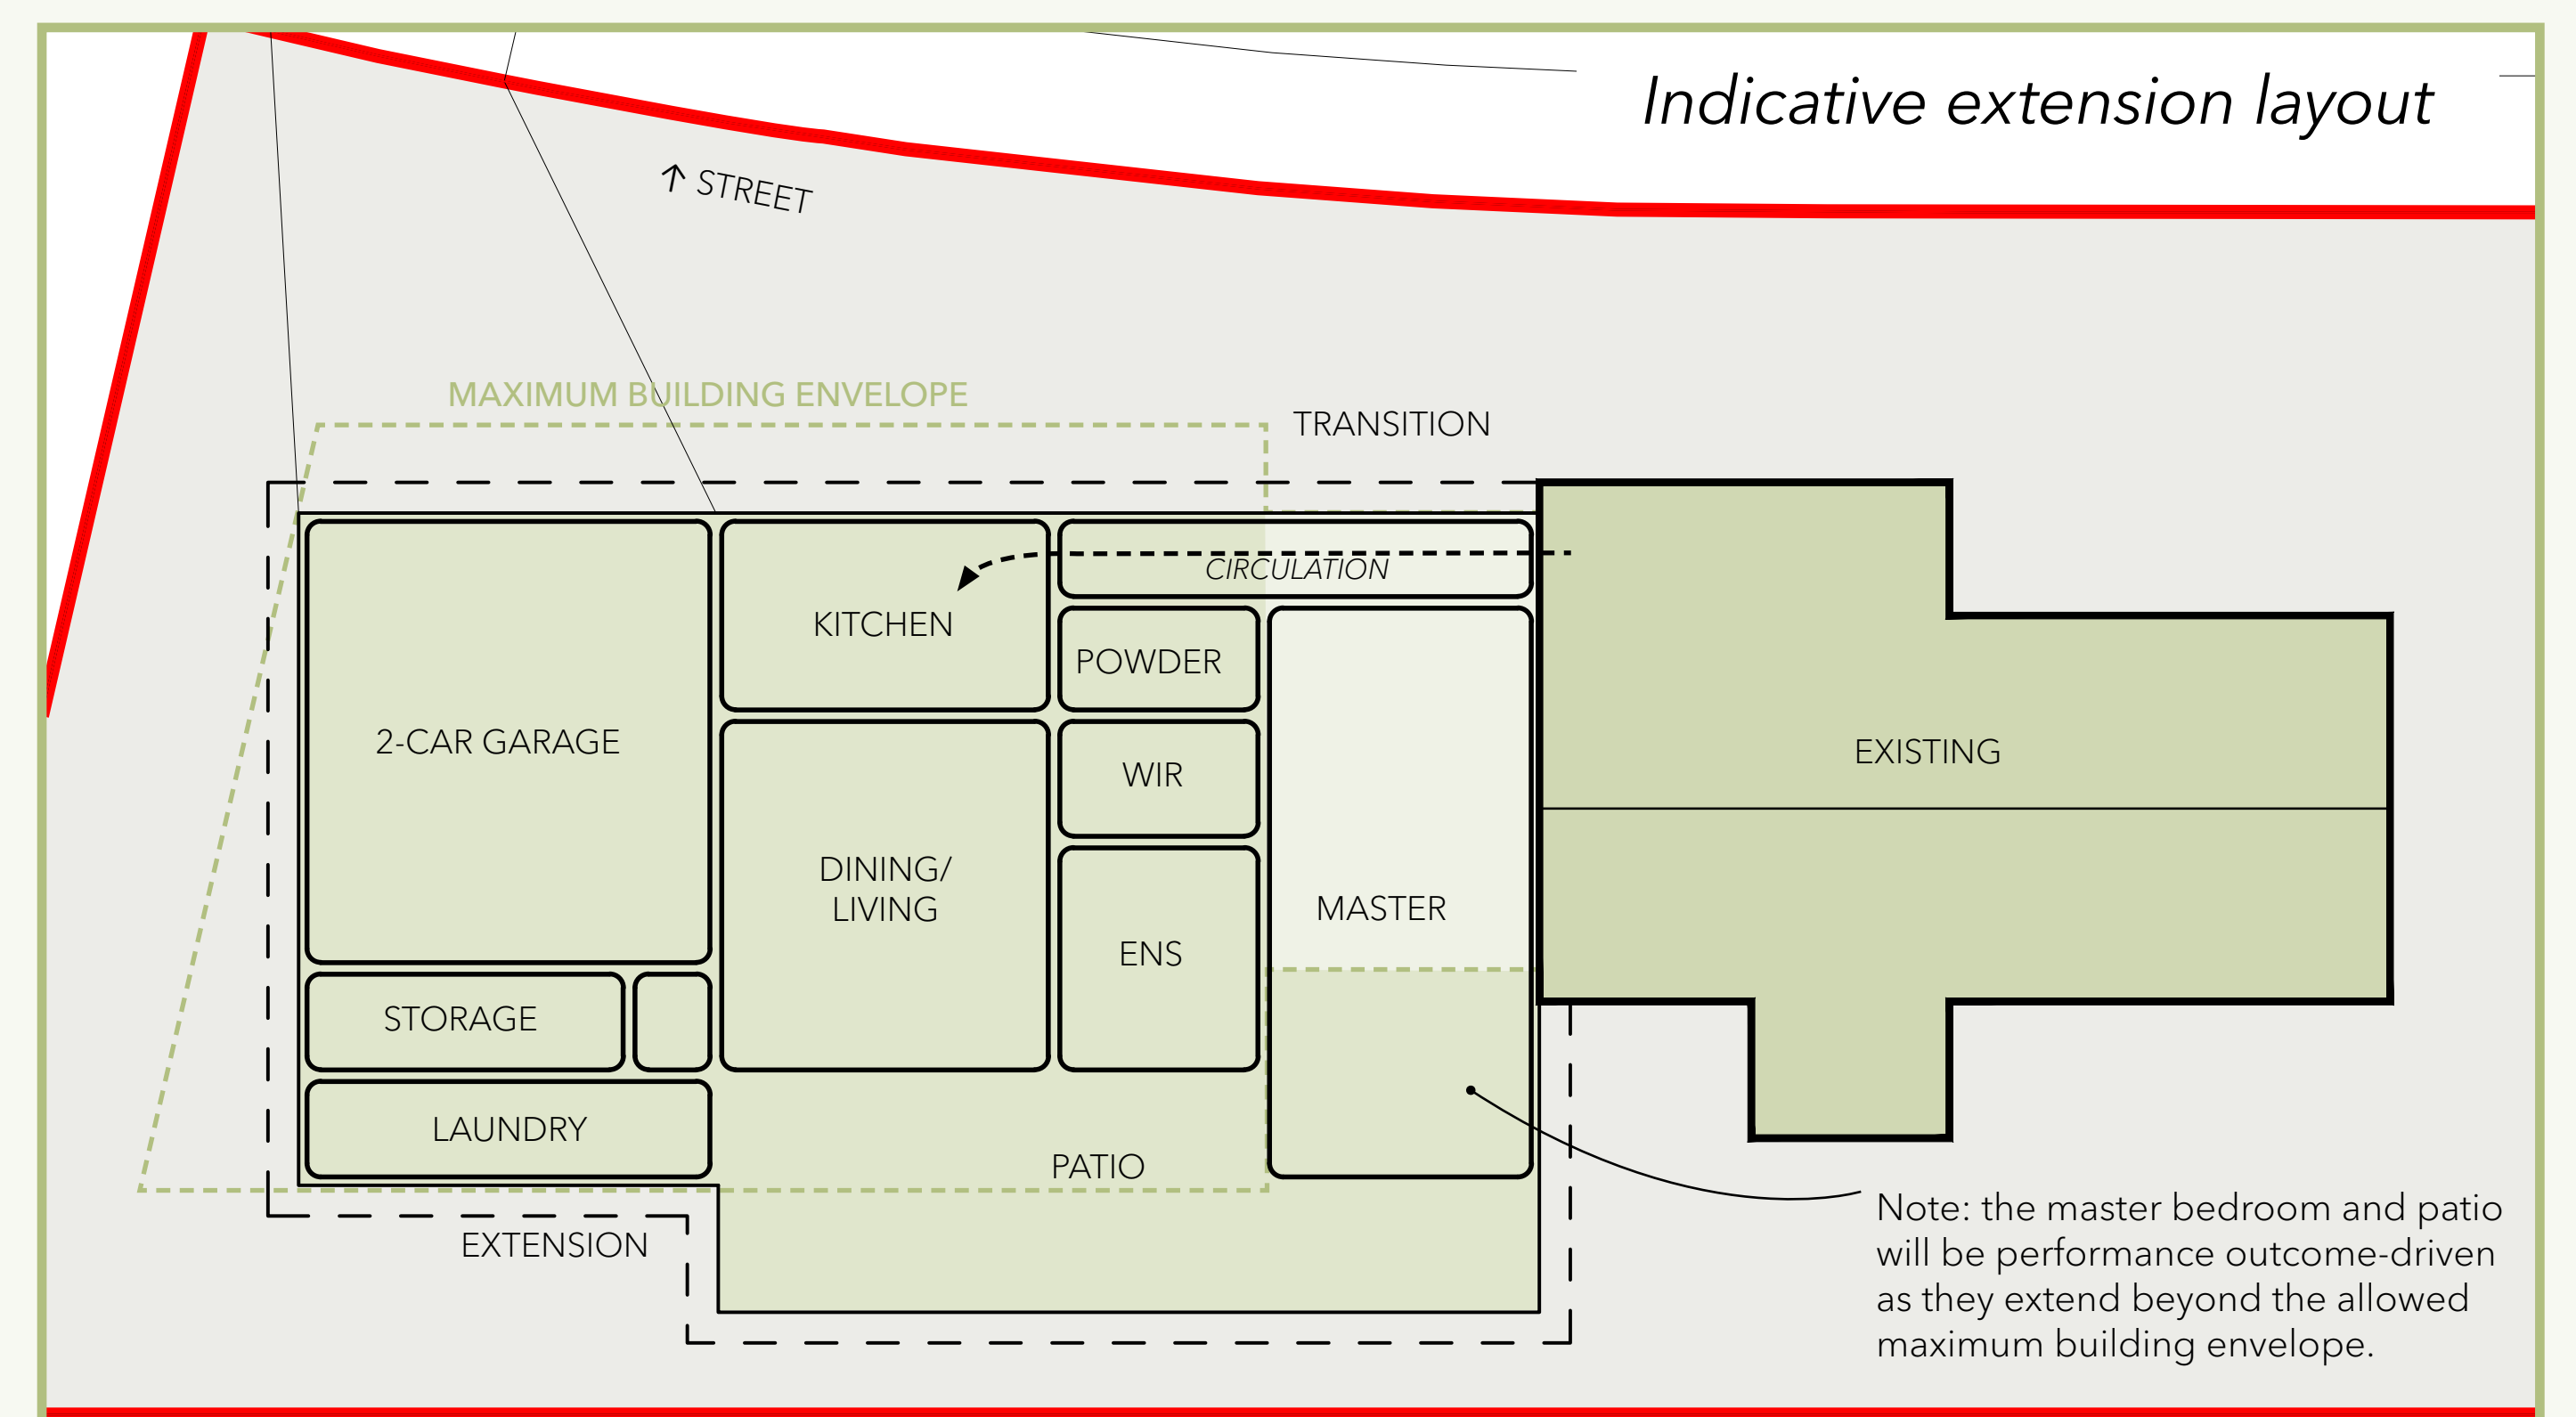 Indicative extension layout
↑ STREET
MAXIMUM BUILDING ENVELOPE
TRANSITION
CIRCULATION
KITCHEN
POWDER
2-CAR GARAGE
WIR
EXISTING
DINING/
LIVING
MASTER
ENS
STORAGE
LAUNDRY
PATIO
EXTENSION
Note: the master bedroom and patio
will be performance outcome-driven
as they extend beyond the allowed
maximum building envelope.